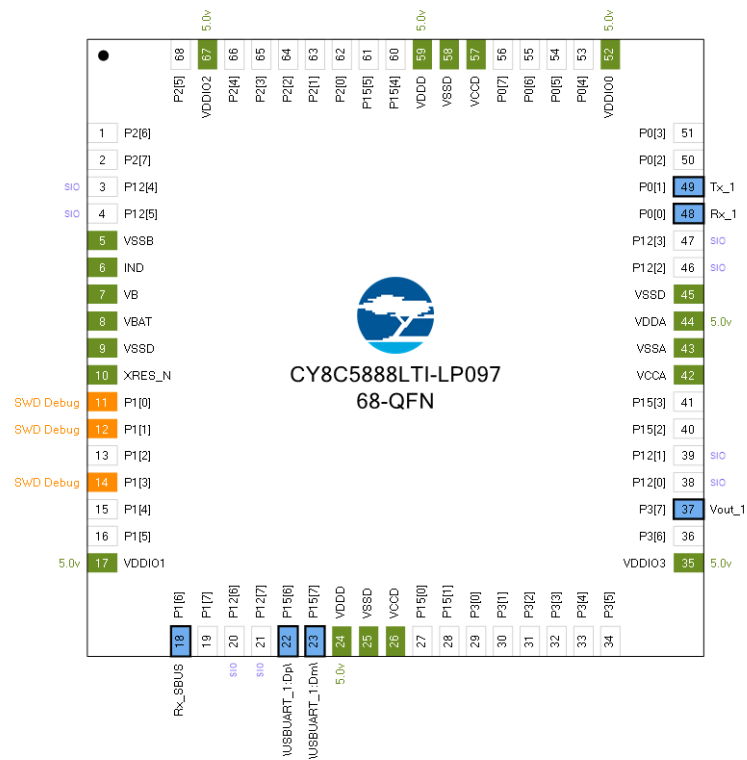 5.0v 5.0v 5.0v
68 67 66 65 64 63 62 61 60 59 58 57 56 55 54 53 52
P2[5] VDDIO2 P2[4] P2[3] P2[2] P2[1] P2[0] P15[5] P15[4] VDDD VSSD VCCD P0[7] P0[6] P0[5] P0[4] VDDIO0
1 P2[6] P0[3] 51
2 P2[7] P0[2] 50
SIO 3 P12[4] P0[1] 49 Tx_1
SIO 4 P12[5] P0[0] 48 Rx_1
5 VSSB P12[3] 47 SIO
6 IND P12[2] 46 SIO
7 VB VSSD 45
8 VBAT VDDA 44 5.0v
9 VSSD VSSA 43
10 XRES_N VCCA 42
CY8C5888LTI-LP097
68-QFN
SWD Debug 11 P1[0] P15[3] 41
SWD Debug 12 P1[1] P15[2] 40
13 P1[2] P12[1] 39 SIO
SWD Debug 14 P1[3] P12[0] 38 SIO
15 P1[4] P3[7] 37 Vout_1
16 P1[5] P3[6] 36
5.0v 17 VDDIO1 VDDIO3 35 5.0v
P1[6] P1[7] P12[6] P12[7] P15[6] P15[7] VDDD VSSD VCCD P15[0] P15[1] P3[0] P3[1] P3[2] P3[3] P3[4] P3[5]
18 19 20 21 22 23 24 25 26 27 28 29 30 31 32 33 34
Rx_SBUS SIO SIO \USBUART_1:Dp\ \USBUART_1:Dm\ 5.0v